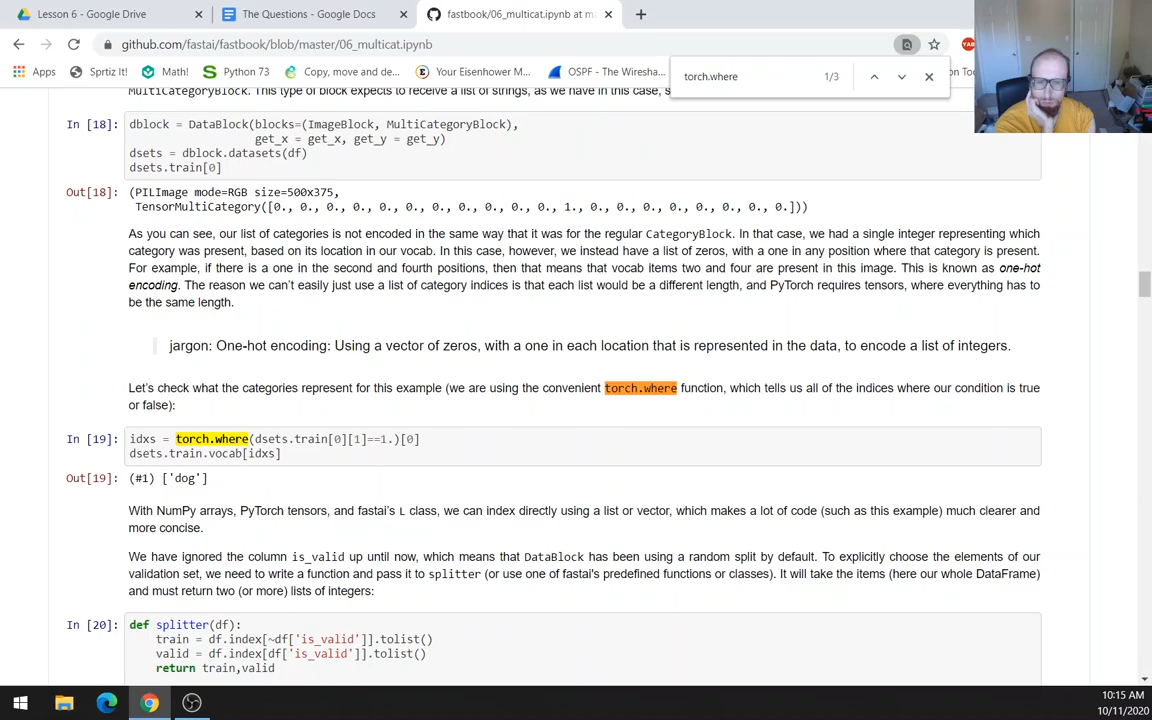 Lesson 6 - Google Drive
The Questions - Google Docs
fastbook/06_multicat.ipynb at ma
github.com/fastai/fastbook/blob/master/06_multicat.ipynb
Apps
Sprtiz It!
Math!
Python 73
Copy, move and de...
Your Eisenhower M...
OSPF - The Wiresha...
torch.where
1/3
MultiCategoryBlock. This type of block expects to receive a list of strings, as we have in this case, s
In [18]:
dblock = DataBlock(blocks=(ImageBlock, MultiCategoryBlock),
get_x = get_x, get_y = get_y)
dsets = dblock.datasets(df)
dsets.train[0]
Out[18]:
(PILImage mode=RGB size=500x375,
TensorMultiCategory([0., 0., 0., 0., 0., 0., 0., 0., 0., 0., 0., 1., 0., 0., 0., 0., 0., 0., 0., 0.]))
As you can see, our list of categories is not encoded in the same way that it was for the regular CategoryBlock. In that case, we had a single integer representing which
category was present, based on its location in our vocab. In this case, however, we instead have a list of zeros, with a one in any position where that category is present.
For example, if there is a one in the second and fourth positions, then that means that vocab items two and four are present in this image. This is known as one-hot
encoding. The reason we can't easily just use a list of category indices is that each list would be a different length, and PyTorch requires tensors, where everything has to
be the same length.
jargon: One-hot encoding: Using a vector of zeros, with a one in each location that is represented in the data, to encode a list of integers.
Let's check what the categories represent for this example (we are using the convenient torch.where function, which tells us all of the indices where our condition is true
or false):
In [19]:
idxs = torch.where(dsets.train[0][1]==1.)[0]
dsets.train.vocab[idxs]
Out[19]:
(#1) ['dog']
With NumPy arrays, PyTorch tensors, and fastai's L class, we can index directly using a list or vector, which makes a lot of code (such as this example) much clearer and
more concise.
We have ignored the column is_valid up until now, which means that DataBlock has been using a random split by default. To explicitly choose the elements of our
validation set, we need to write a function and pass it to splitter (or use one of fastai's predefined functions or classes). It will take the items (here our whole DataFrame)
and must return two (or more) lists of integers:
In [20]:
def splitter(df):
train = df.index[~df['is_valid']].tolist()
valid = df.index[df['is_valid']].tolist()
return train,valid
10:15 AM
10/11/2020